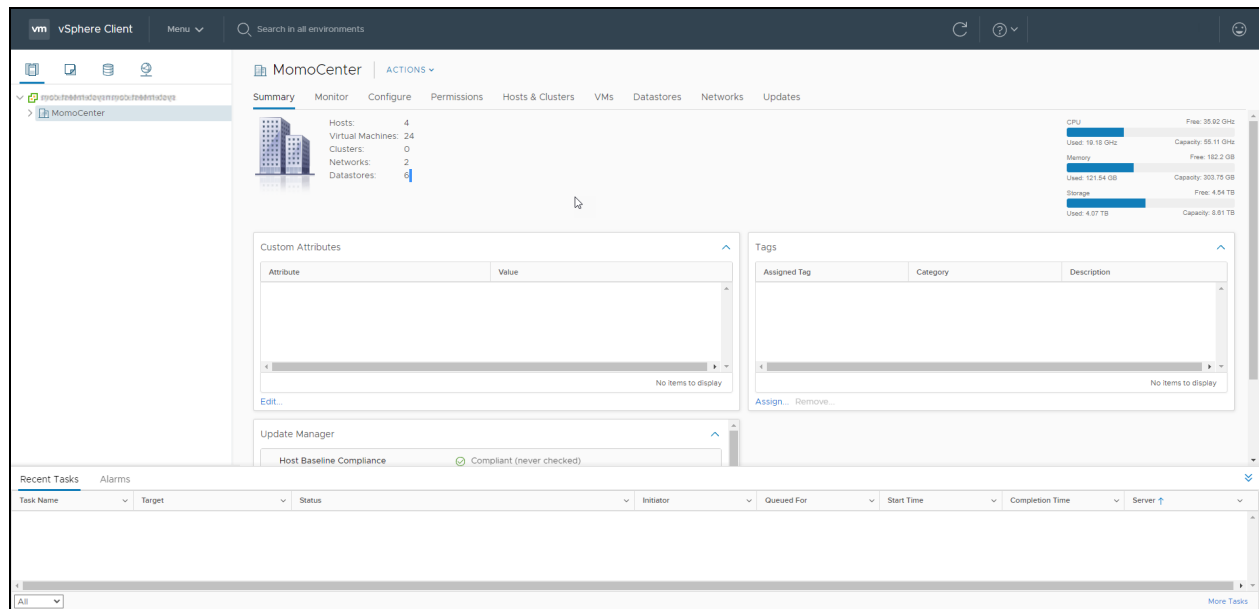 vm vSphere Client Menu Search in all environments
MomoCenter ACTIONS
MomoCenter
Summary Monitor Configure Permissions Hosts & Clusters VMs Datastores Networks Updates
Hosts: 4
Virtual Machines: 24
Clusters: 0
Networks: 2
Datastores: 6
CPU Free: 35.92 GHz
Used: 19.18 GHz Capacity: 55.11 GHz
Memory Free: 182.2 GB
Used: 121.54 GB Capacity: 303.75 GB
Storage Free: 4.54 TB
Used: 4.07 TB Capacity: 8.61 TB
Custom Attributes
Attribute Value
No items to display
Edit...
Tags
Assigned Tag Category Description
No items to display
Assign... Remove...
Update Manager
Host Baseline Compliance Compliant (never checked)
Recent Tasks Alarms
Task Name Target Status Initiator Queued For Start Time Completion Time Server
All More Tasks